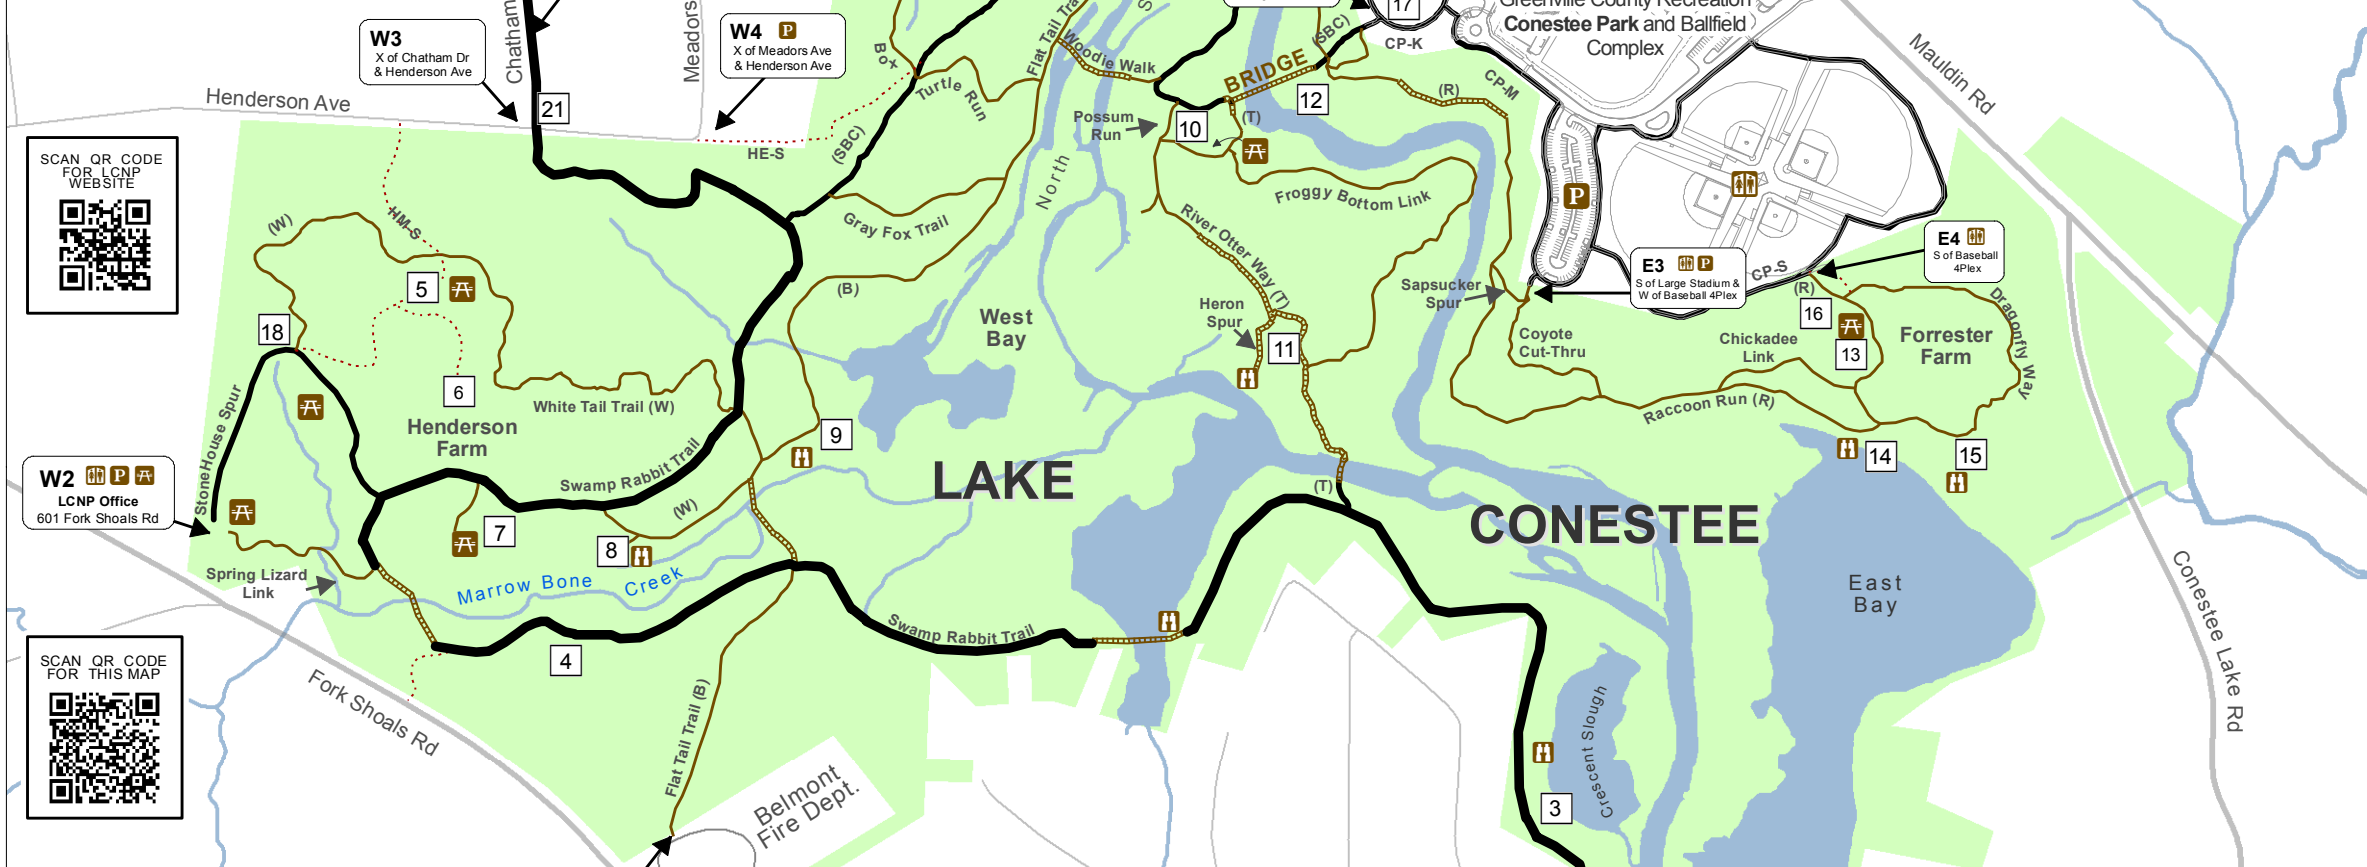 Greenville County Recreation
Conestee Park and Ballfield
Complex
17
W3
X of Chatham Dr
& Henderson Ave
Chatham
Meadors
W4 P
X of Meadors Ave
& Henderson Ave
Box
Flat Tail Tra
Woodie Walk
(SBC)
CP-K
BRIDGE
CP-M
Mauldin Rd
Henderson Ave
21
HE-S
(SBC)
Turtle Run
Possum
Run
10
(T)
12
(R)
SCAN QR CODE
FOR LCNP
WEBSITE
(W)
HM-S
5
Gray Fox Trail
North
Froggy Bottom Link
River Otter Way (T)
P
E4
S of Baseball
4Plex
E3 P
S of Large Stadium &
W of Baseball 4Plex
CP-S
(R)
Sapsucker
Spur
(B)
Heron
Spur
11
West
Bay
Coyote
Cut-Thru
Chickadee
Link
16
13
Forrester
Farm
Dragonfly Way
Raccoon Run (R)
18
6
StoneHouse Spur
White Tail Trail (W)
Henderson
Farm
9
Swamp Rabbit Trail
LAKE
CONESTEE
14
15
W2 P
LCNP Office
601 Fork Shoals Rd
7
(W)
8
(T)
Spring Lizard
Link
Marrow Bone Creek
East
Bay
Conestee Lake Rd
Swamp Rabbit Trail
4
SCAN QR CODE
FOR THIS MAP
Fork Shoals Rd
Flat Tail Trail (B)
Belmont
Fire Dept.
Crescent Slough
3